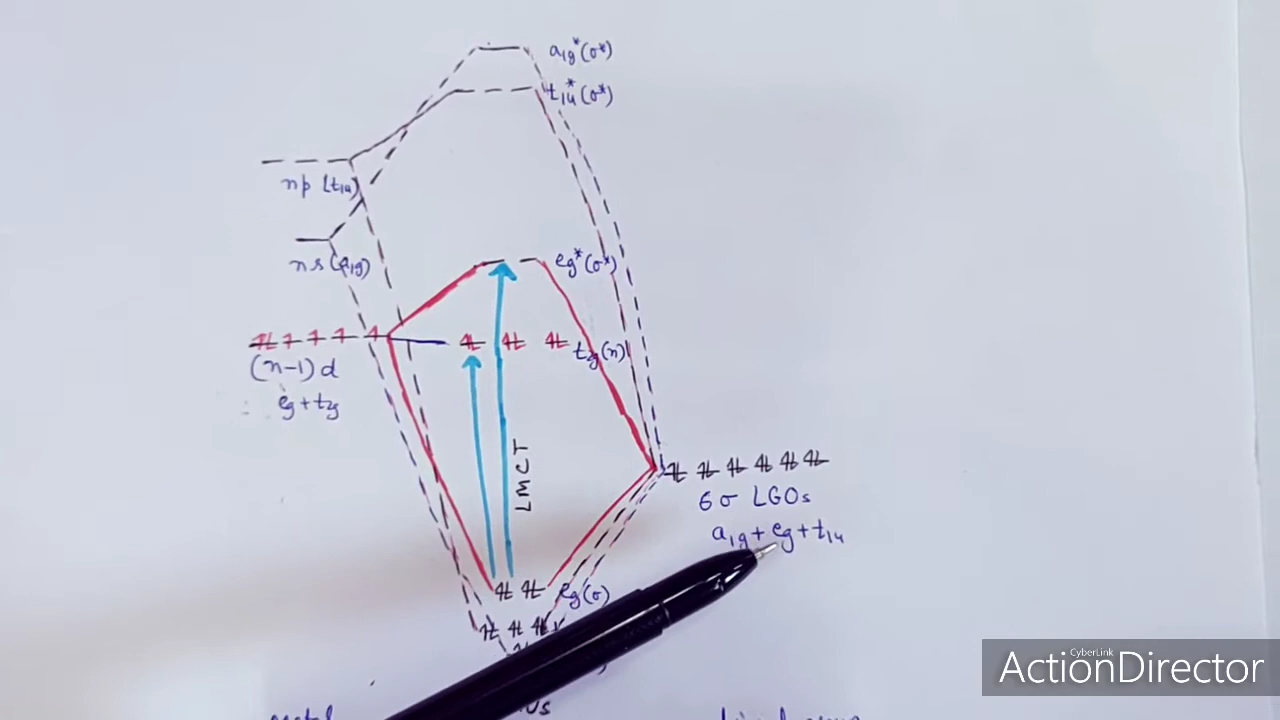 a1g*(σ*)
t1u*(σ*)
np (t1u)
ns (a1g)
eg*(σ*)
(n-1)d
eg+t2g
t2g(n)
LMCT
6σ LGOs
a1g+eg+t1u
eg(σ)
CyberLink
ActionDirector